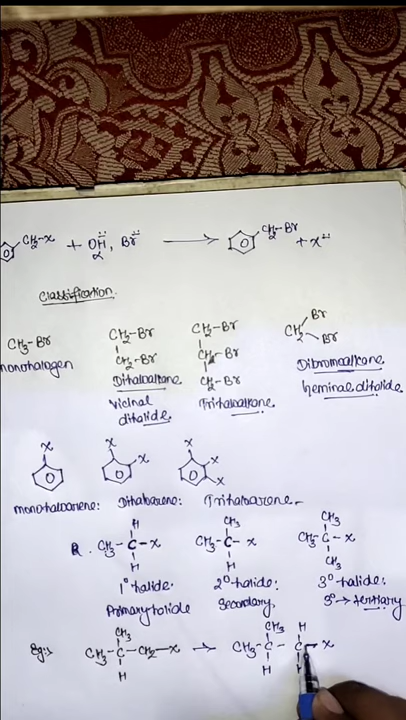 CH2-X + OH, Br → CH2-Br + X
Classification.
CH3-Br CH2-Br CH2-Br CH2 Br
CH2-Br CH-Br Br
monohalogen Dihaloalkane CH2-Br Dibromoalkane
Vicinal Trihaloalkane Geminal dihalide
dihalide.
X X X
X X
X
monohaloarene: Dihaloarene: Trihaloarene-
H CH3 CH3
R. CH3-C-X CH3-C-X CH3-C-X
H H CH3
1° halide. 2° halide: 3° halide:
Primary halide Secondary. 3° → tertiary
CH3 CH3 H
Eg:- CH3-C-CH2-X → CH3-C-C-X
H H H